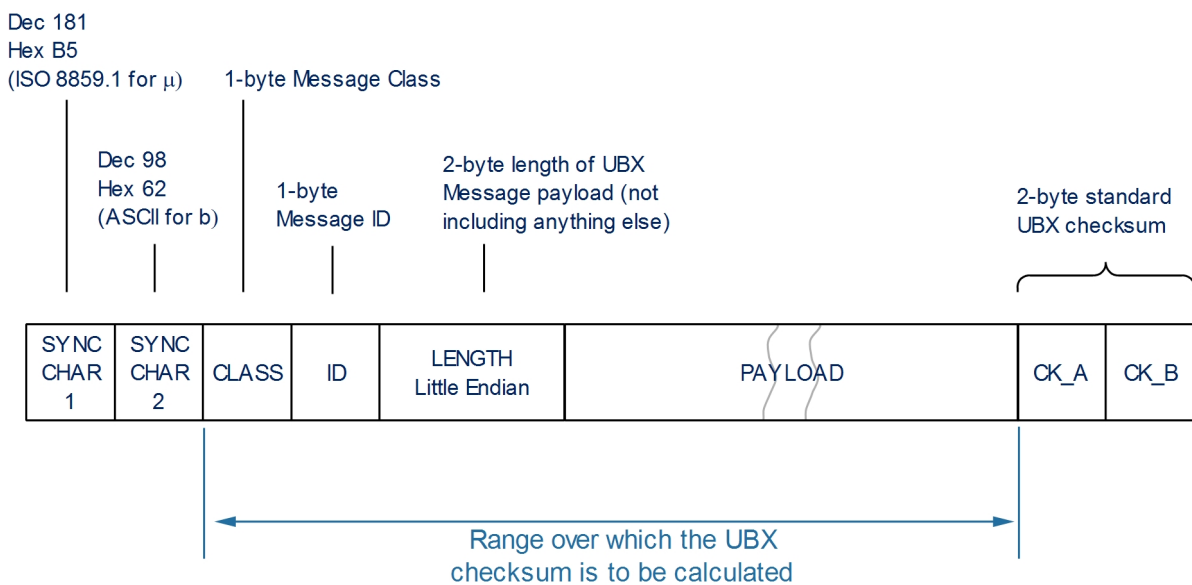 Dec 181
Hex B5
(ISO 8859.1 for μ)
1-byte Message Class
Dec 98
Hex 62
(ASCII for b)
1-byte
Message ID
2-byte length of UBX
Message payload (not
including anything else)
2-byte standard
UBX checksum
SYNC
CHAR
1
SYNC
CHAR
2
CLASS
ID
LENGTH
Little Endian
PAYLOAD
CK_A
CK_B
Range over which the UBX
checksum is to be calculated